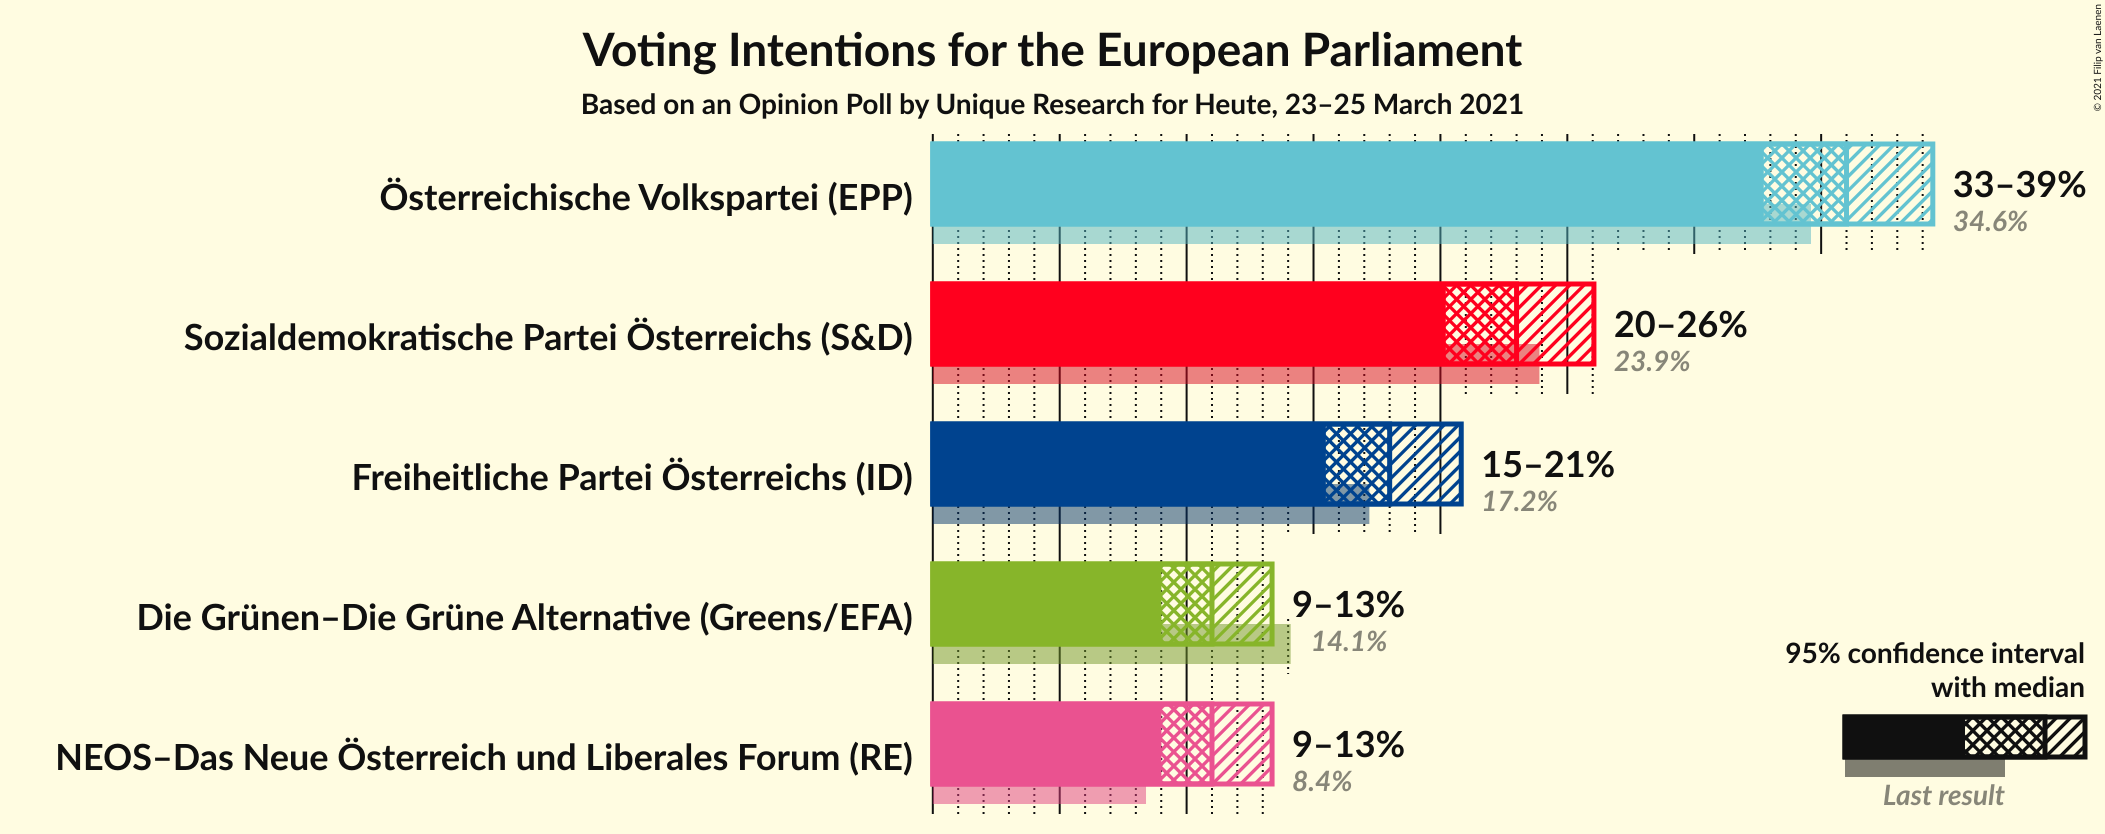 Voting Intentions for the European Parliament
Based on an Opinion Poll by Unique Research for Heute, 23–25 March 2021
© 2021 Filip van Laenen
Österreichische Volkspartei (EPP)
33–39%
34.6%
Sozialdemokratische Partei Österreichs (S&D)
20–26%
23.9%
Freiheitliche Partei Österreichs (ID)
15–21%
17.2%
Die Grünen–Die Grüne Alternative (Greens/EFA)
9–13%
14.1%
NEOS–Das Neue Österreich und Liberales Forum (RE)
9–13%
8.4%
95% confidence interval
with median
Last result